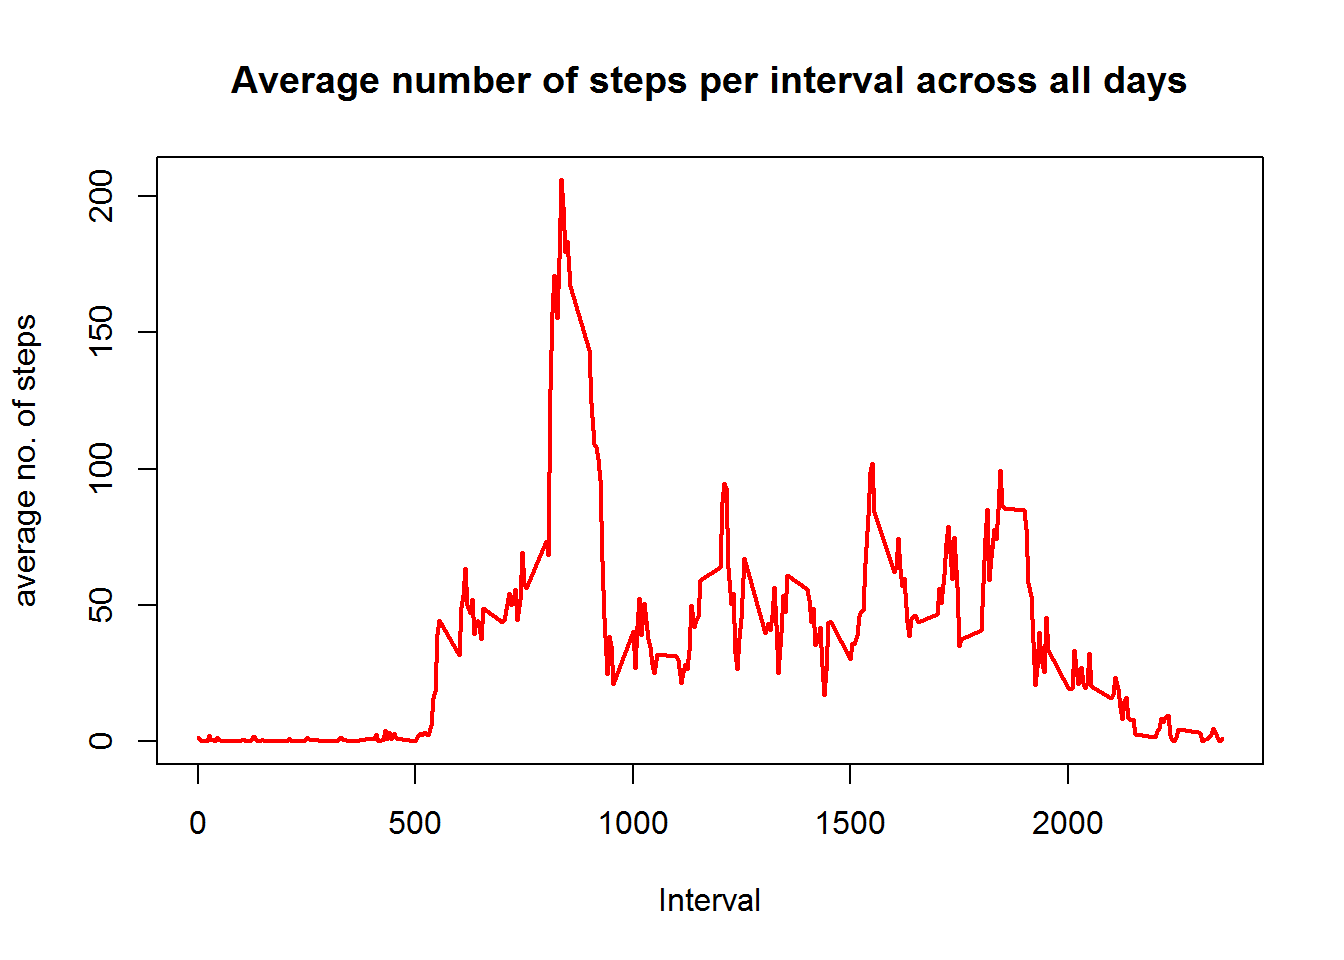 Average number of steps per interval across all days
average no. of steps
200
150
100
50
0
0 500 1000 1500 2000
Interval